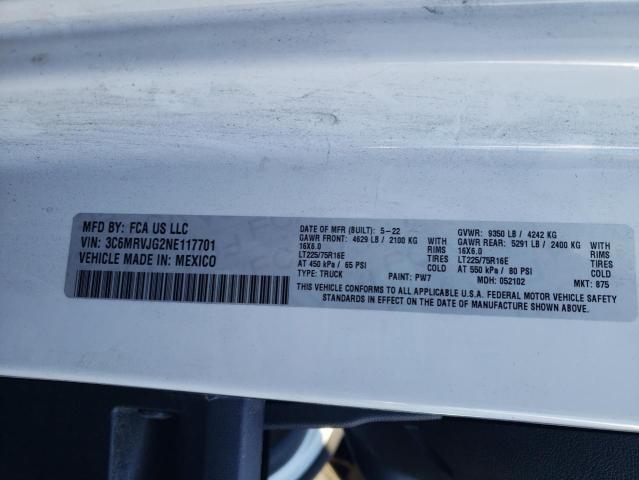 MFD BY: FCA US LLC
VIN: 3C6MRVJG2NE117701
VEHICLE MADE IN: MEXICO
DATE OF MFR (BUILT): 5-22
GAWR FRONT: 4629 LB / 2100 KG WITH
16X6.0 RIMS
LT225/75R16E TIRES
AT 450 kPa / 65 PSI COLD
TYPE: TRUCK PAINT: PW7
GVWR: 9350 LB / 4242 KG
GAWR REAR: 5291 LB / 2400 KG WITH
16X6.0 RIMS
LT225/75R16E TIRES
AT 550 kPa / 80 PSI COLD
MDH: 052102 MKT: 875
THIS VEHICLE CONFORMS TO ALL APPLICABLE U.S.A. FEDERAL MOTOR VEHICLE SAFETY
STANDARDS IN EFFECT ON THE DATE OF MANUFACTURE SHOWN ABOVE.